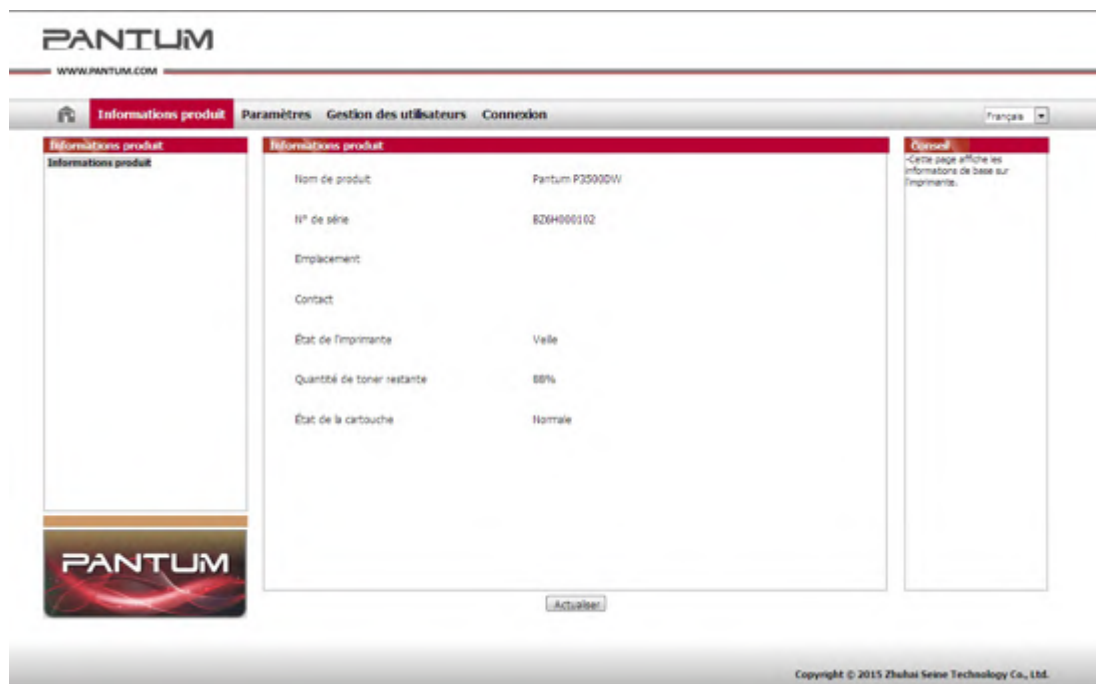 PANTUM
WWW.PANTUM.COM
Informations produit Paramètres Gestion des utilisateurs Connexion Français
Informations produit
Informations produit
Informations produit
Nom de produit Pantum P3500DW
N° de série BZ6H000102
Emplacement
Contact
État de l'imprimante Veille
Quantité de toner restante 88%
État de la cartouche Normale
Conseil
-Cette page affiche les
informations de base sur
l'imprimante.
PANTUM
Actualiser
Copyright © 2015 Zhuhai Seine Technology Co., Ltd.